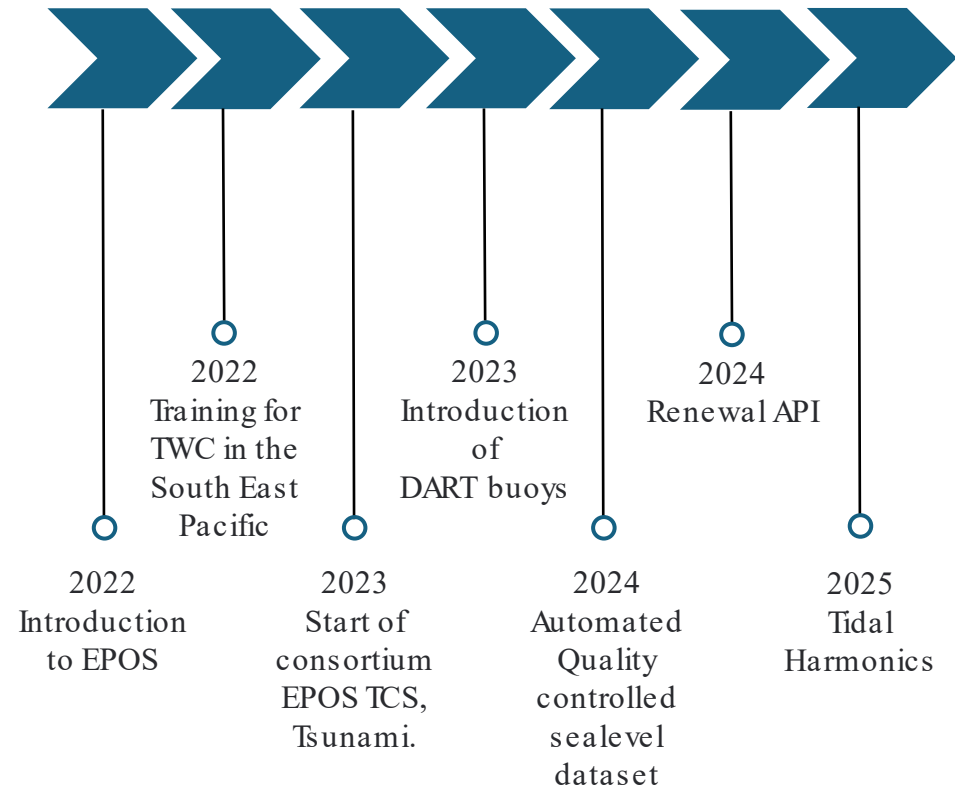 2022
Introduction
to EPOS
2022
Training for
TWC in the
South East
Pacific
2023
Start of
consortium
EPOS TCS,
Tsunami.
2023
Introduction
of
DART buoys
2024
Automated
Quality
controlled
sealevel
dataset
2024
Renewal API
2025
Tidal
Harmonics